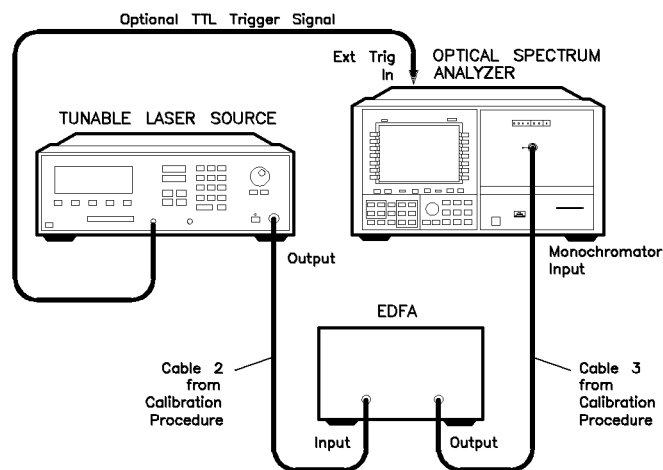 Optional TTL Trigger Signal
Ext Trig
In
OPTICAL SPECTRUM
ANALYZER
TUNABLE LASER SOURCE
Output
Monochromator
Input
EDFA
Cable 2
from
Calibration
Procedure
Cable 3
from
Calibration
Procedure
Input
Output